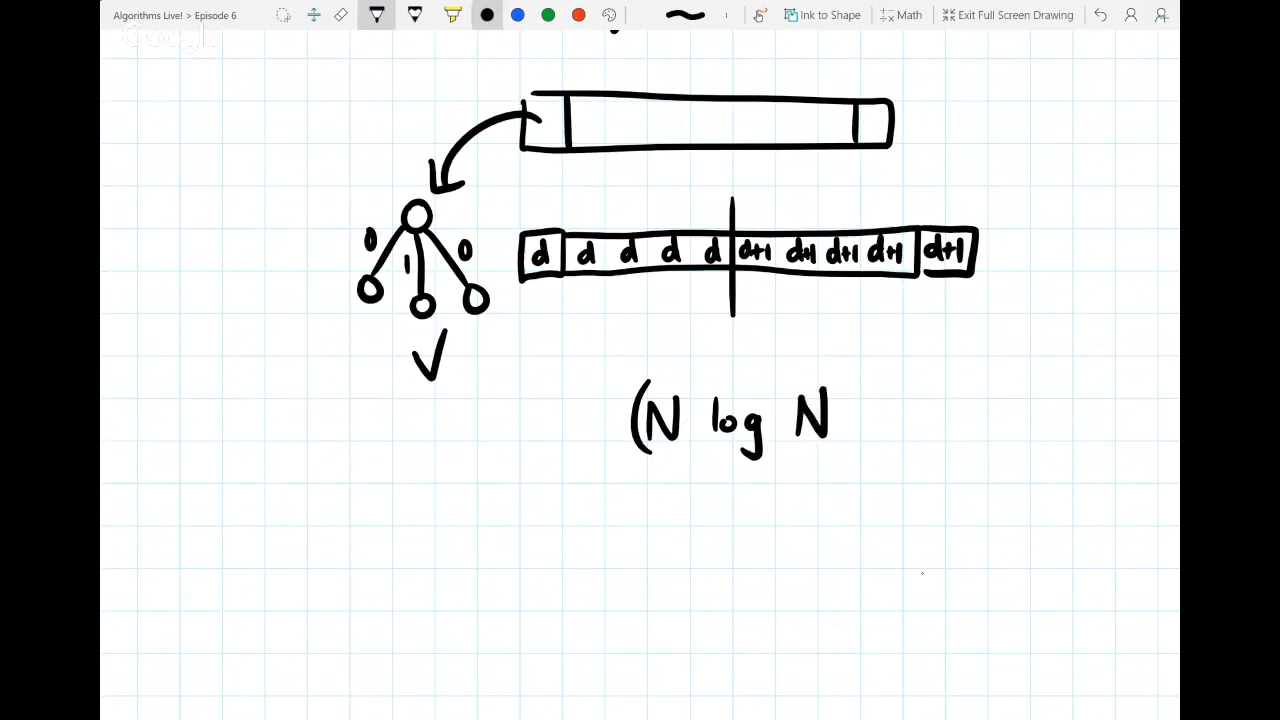 Algorithms Live! > Episode 6
Ink to Shape
Math
Exit Full Screen Drawing
Google
0 1 0
d d d d d d+1 d+1 d+1 d+1 d+1
(N log N